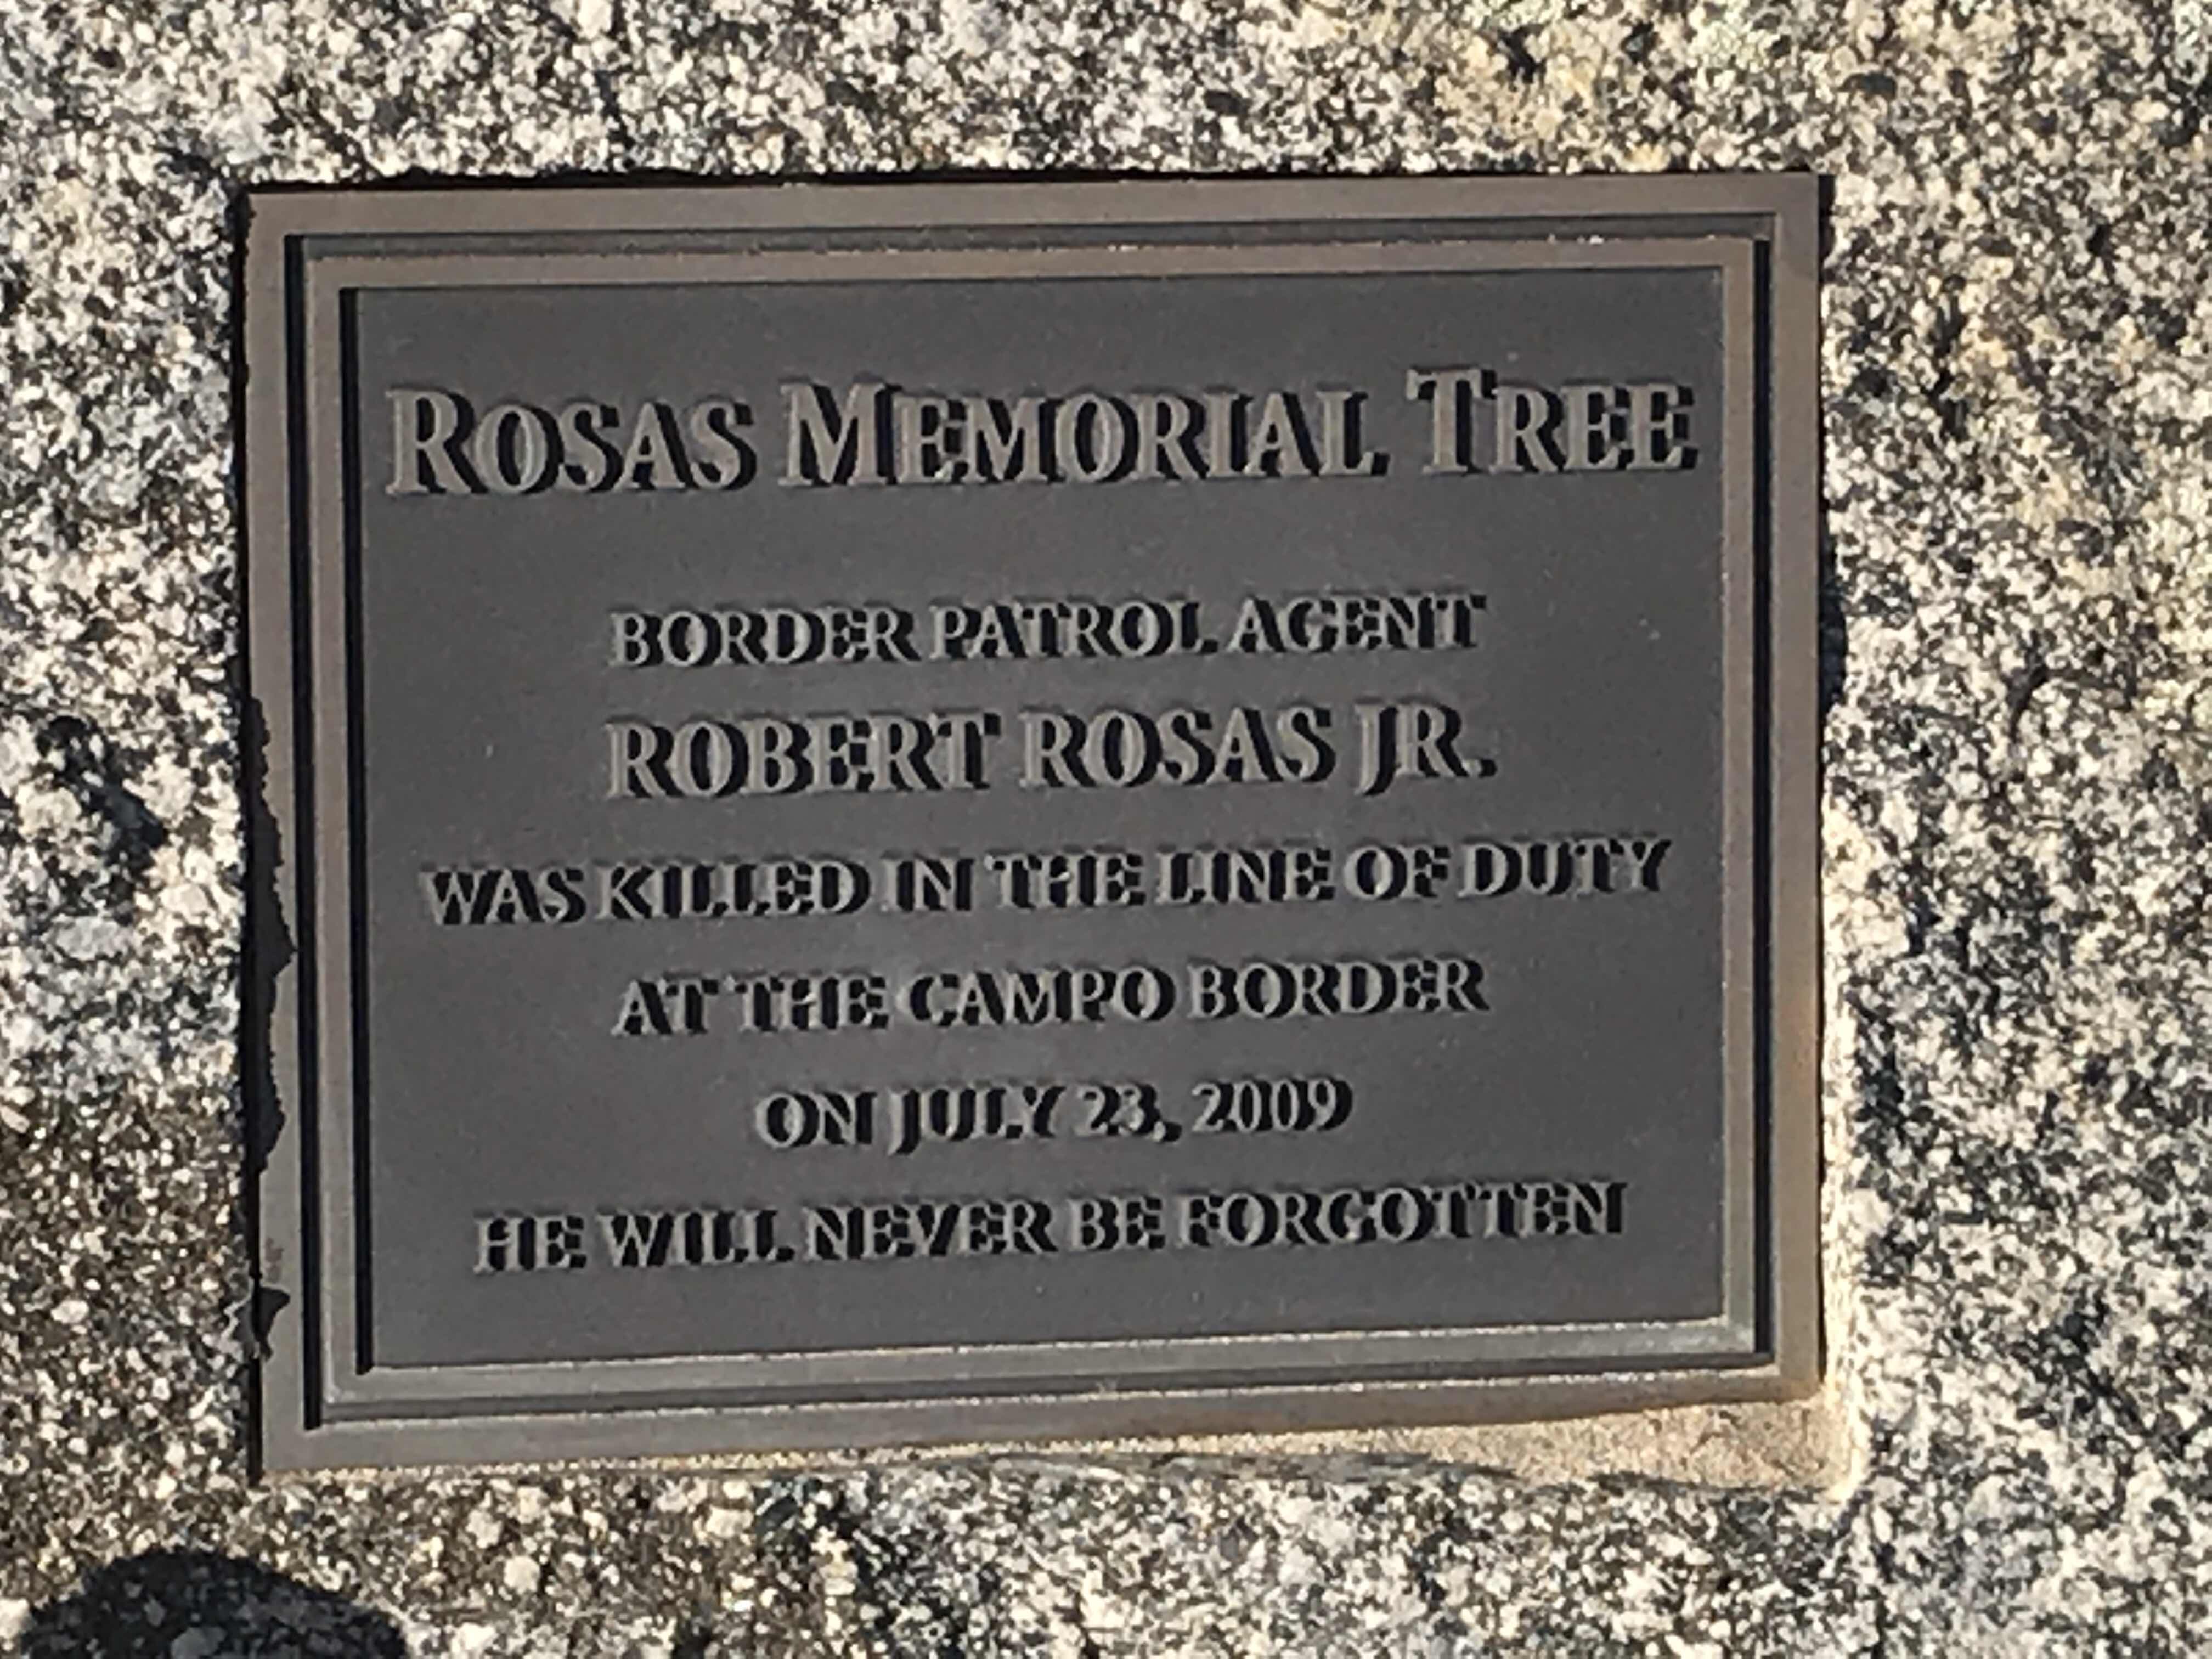 ROSAS MEMORIAL TREE
BORDER PATROL AGENT
ROBERT ROSAS JR.
WAS KILLED IN THE LINE OF DUTY
AT THE CAMPO BORDER
ON JULY 23, 2009
HE WILL NEVER BE FORGOTTEN